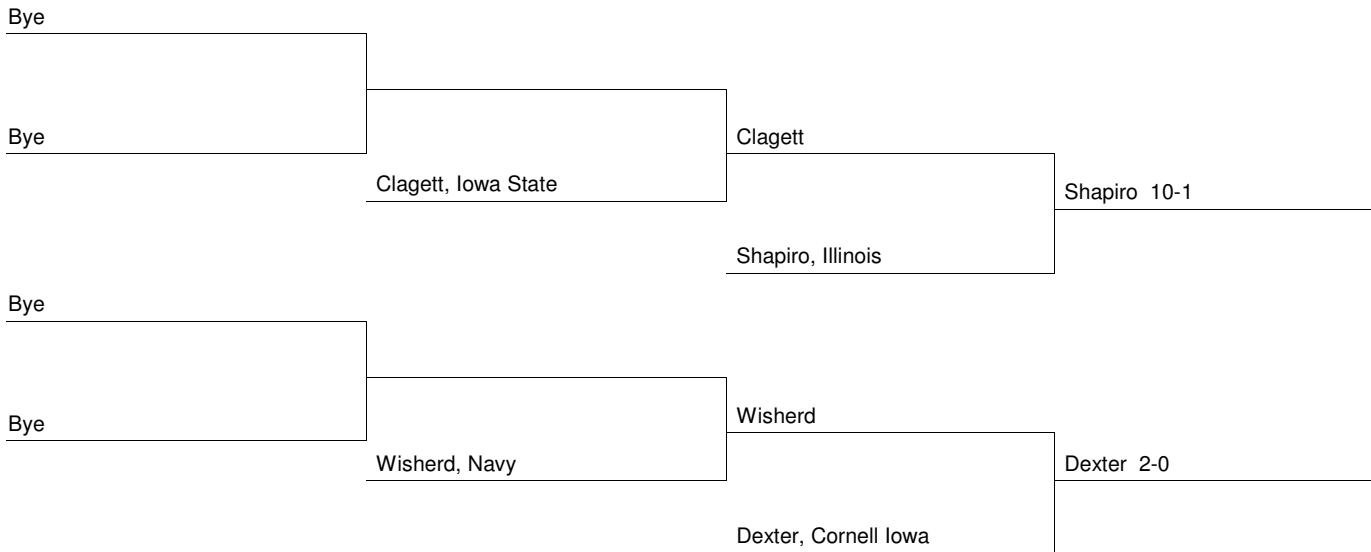 Bye
Bye
Clagett
Clagett, Iowa State
Shapiro  10-1
Shapiro, Illinois
Bye
Bye
Wisherd
Wisherd, Navy
Dexter  2-0
Dexter, Cornell Iowa